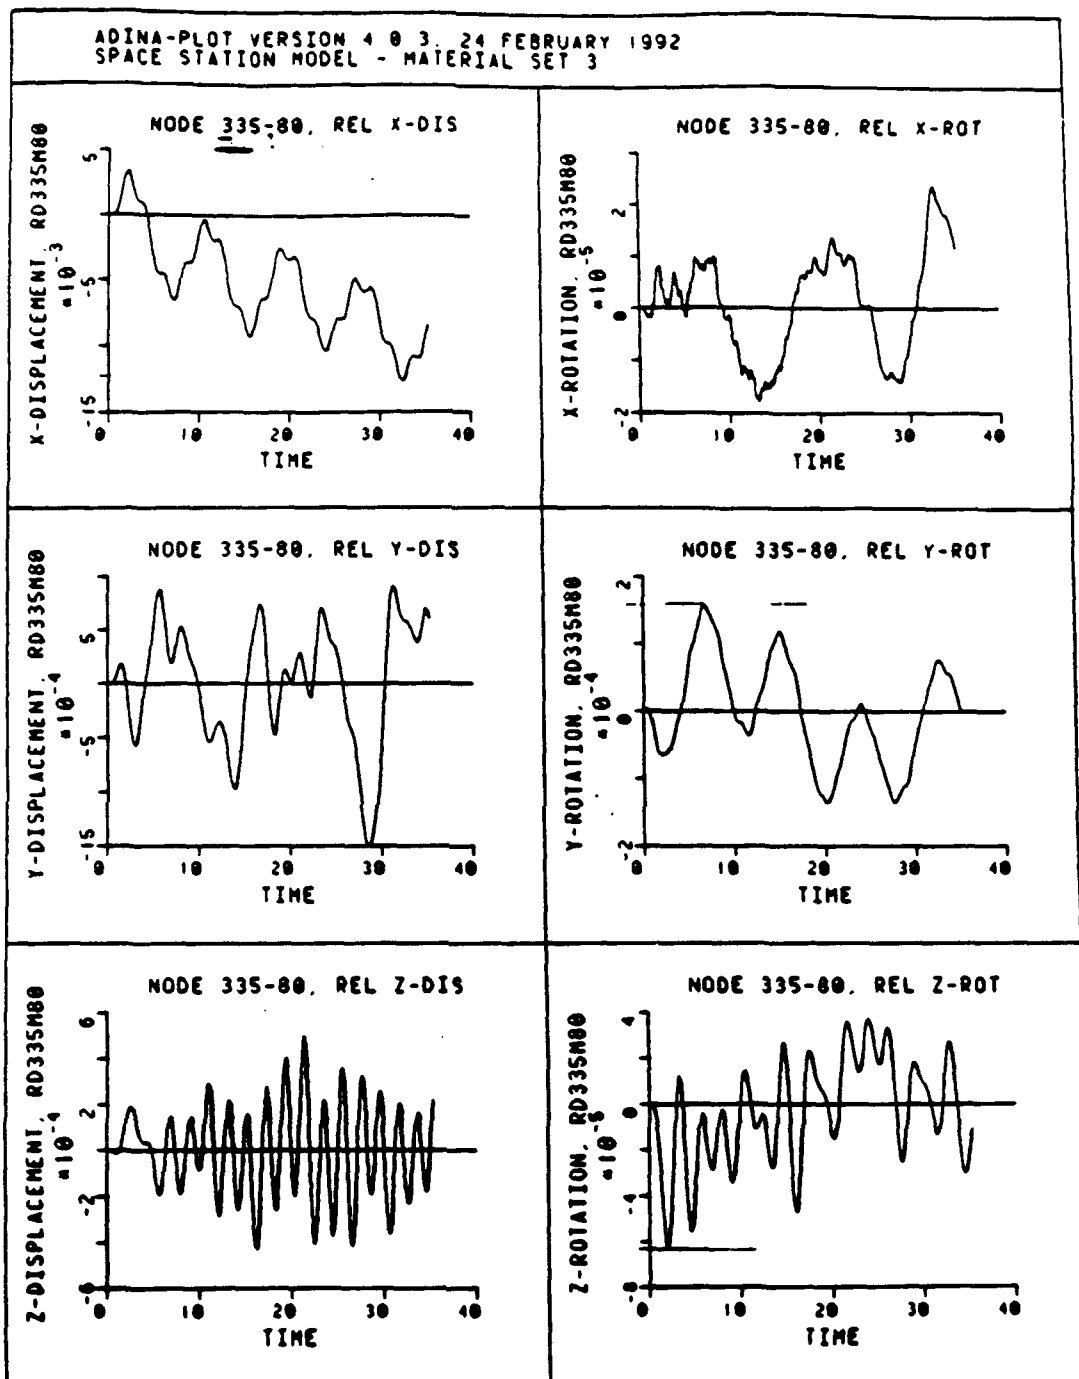 ADINA-PLOT VERSION 4 0 3. 24 FEBRUARY 1992
SPACE STATION MODEL - MATERIAL SET 3
NODE 335-80. REL X-DIS
X-DISPLACEMENT, RD335M80
*10^-3
5
-5
-15
0 10 20 30 40
TIME
NODE 335-80. REL X-ROT
X-ROTATION, RD335M80
*10^-5
2
0
-2
0 10 20 30 40
TIME
NODE 335-80. REL Y-DIS
Y-DISPLACEMENT, RD335M80
*10^-4
5
-5
-15
0 10 20 30 40
TIME
NODE 335-80. REL Y-ROT
Y-ROTATION, RD335M80
*10^-4
2
0
-2
0 10 20 30 40
TIME
NODE 335-80. REL Z-DIS
Z-DISPLACEMENT, RD335M80
*10^-4
6
2
-2
0 10 20 30 40
TIME
NODE 335-80. REL Z-ROT
Z-ROTATION, RD335M80
4
0
-4
-8
0 10 20 30 40
TIME